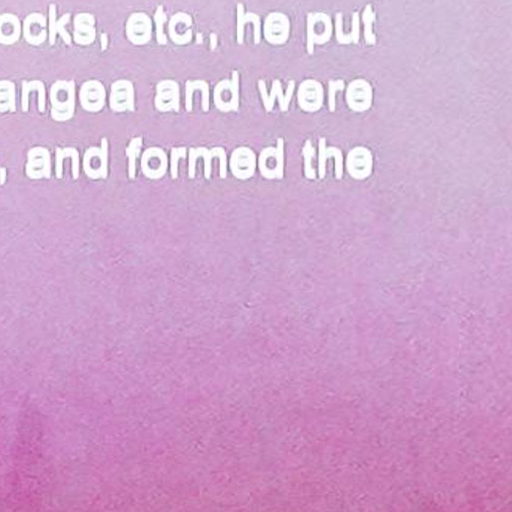 ocks, etc., he put
angea and were
, and formed the